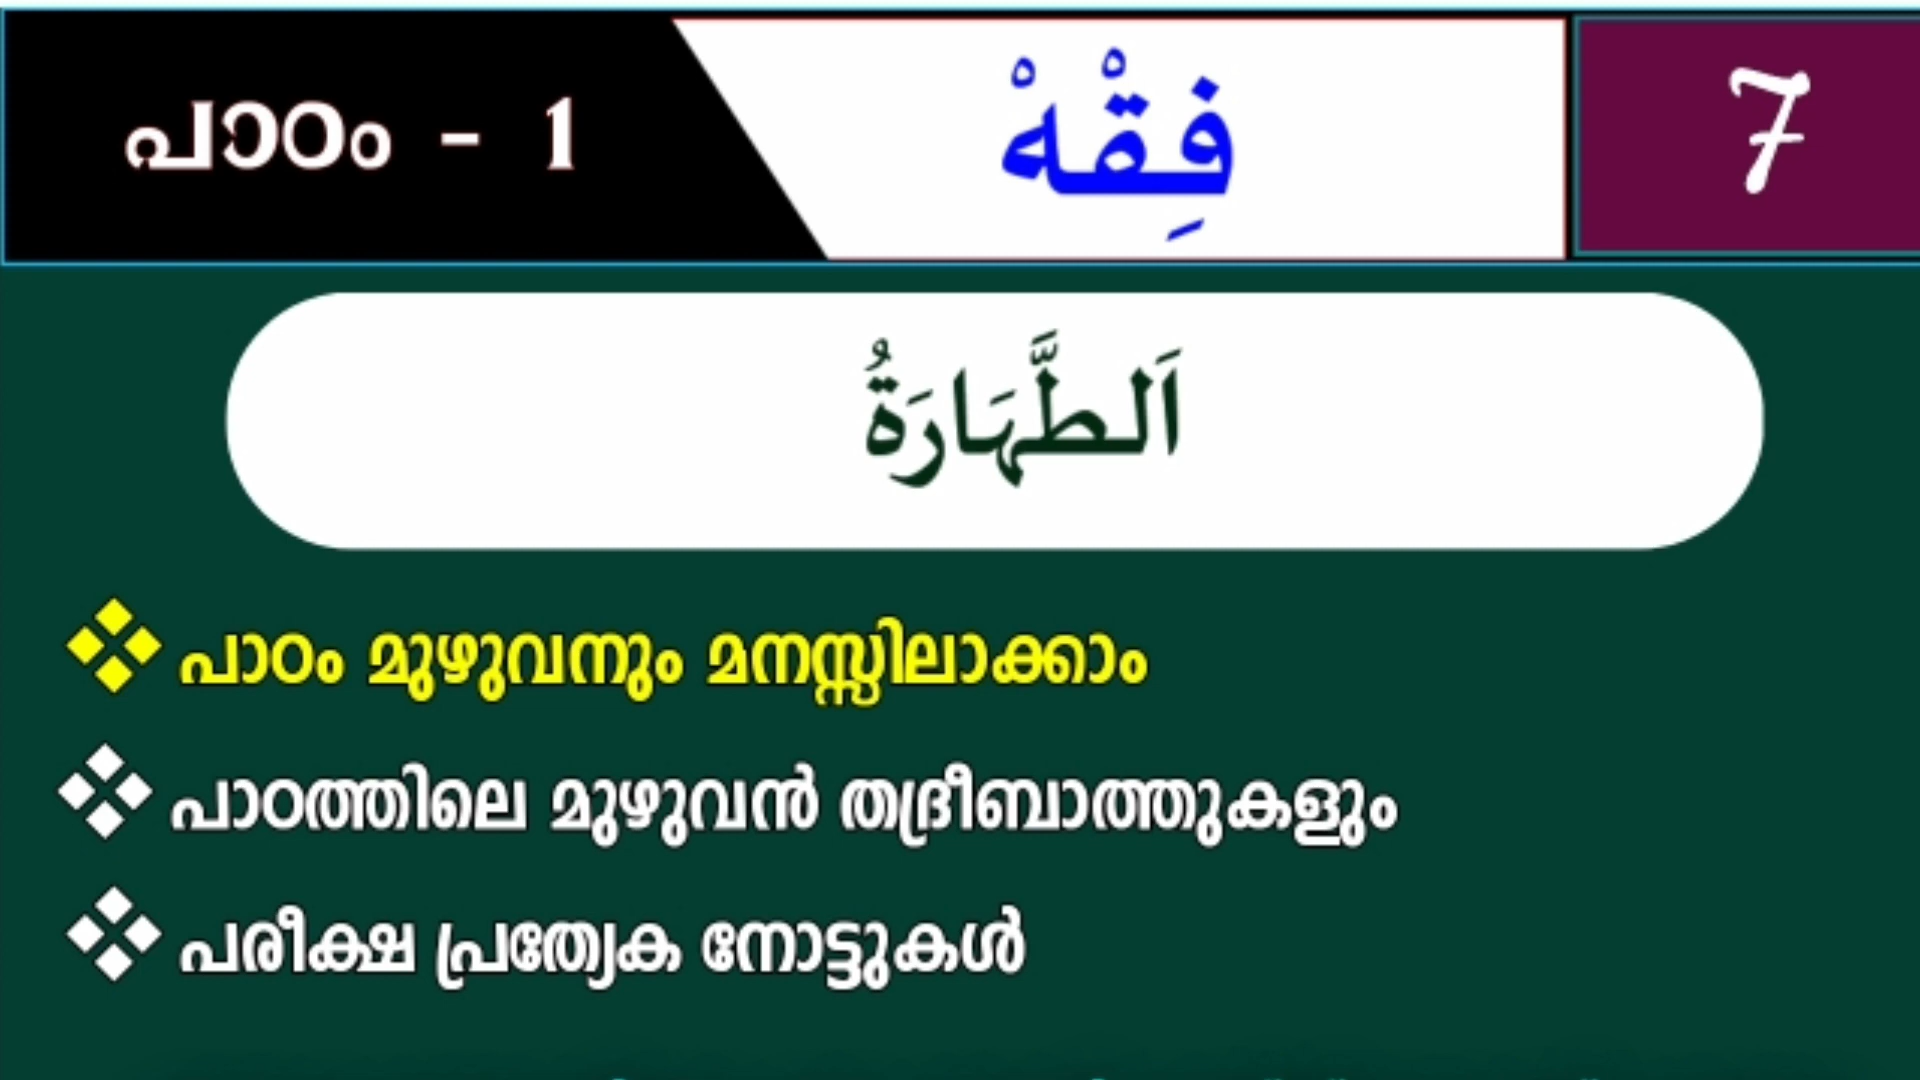 പാഠം - 1 فِقْهْ 7
اَلطَّهَارَةُ
പാഠം മുഴുവനും മനസ്സിലാക്കാം
പാഠത്തിലെ മുഴുവൻ തദ്രീബാത്തുകളും
പരീക്ഷ പ്രത്യേക നോട്ടുകൾ